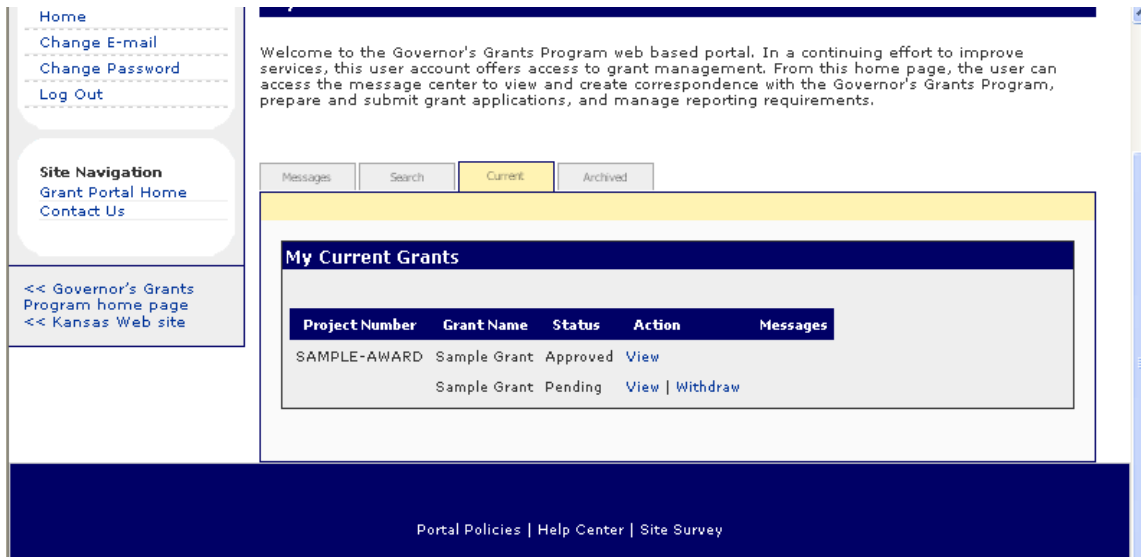 Home
Change E-mail
Change Password
Log Out
Site Navigation
Grant Portal Home
Contact Us
<< Governor's Grants
Program home page
<< Kansas Web site
Welcome to the Governor's Grants Program web based portal. In a continuing effort to improve
services, this user account offers access to grant management. From this home page, the user can
access the message center to view and create correspondence with the Governor's Grants Program,
prepare and submit grant applications, and manage reporting requirements.
Messages Search Current Archived
My Current Grants
Project Number Grant Name Status Action Messages
SAMPLE-AWARD Sample Grant Approved View
Sample Grant Pending View | Withdraw
Portal Policies | Help Center | Site Survey